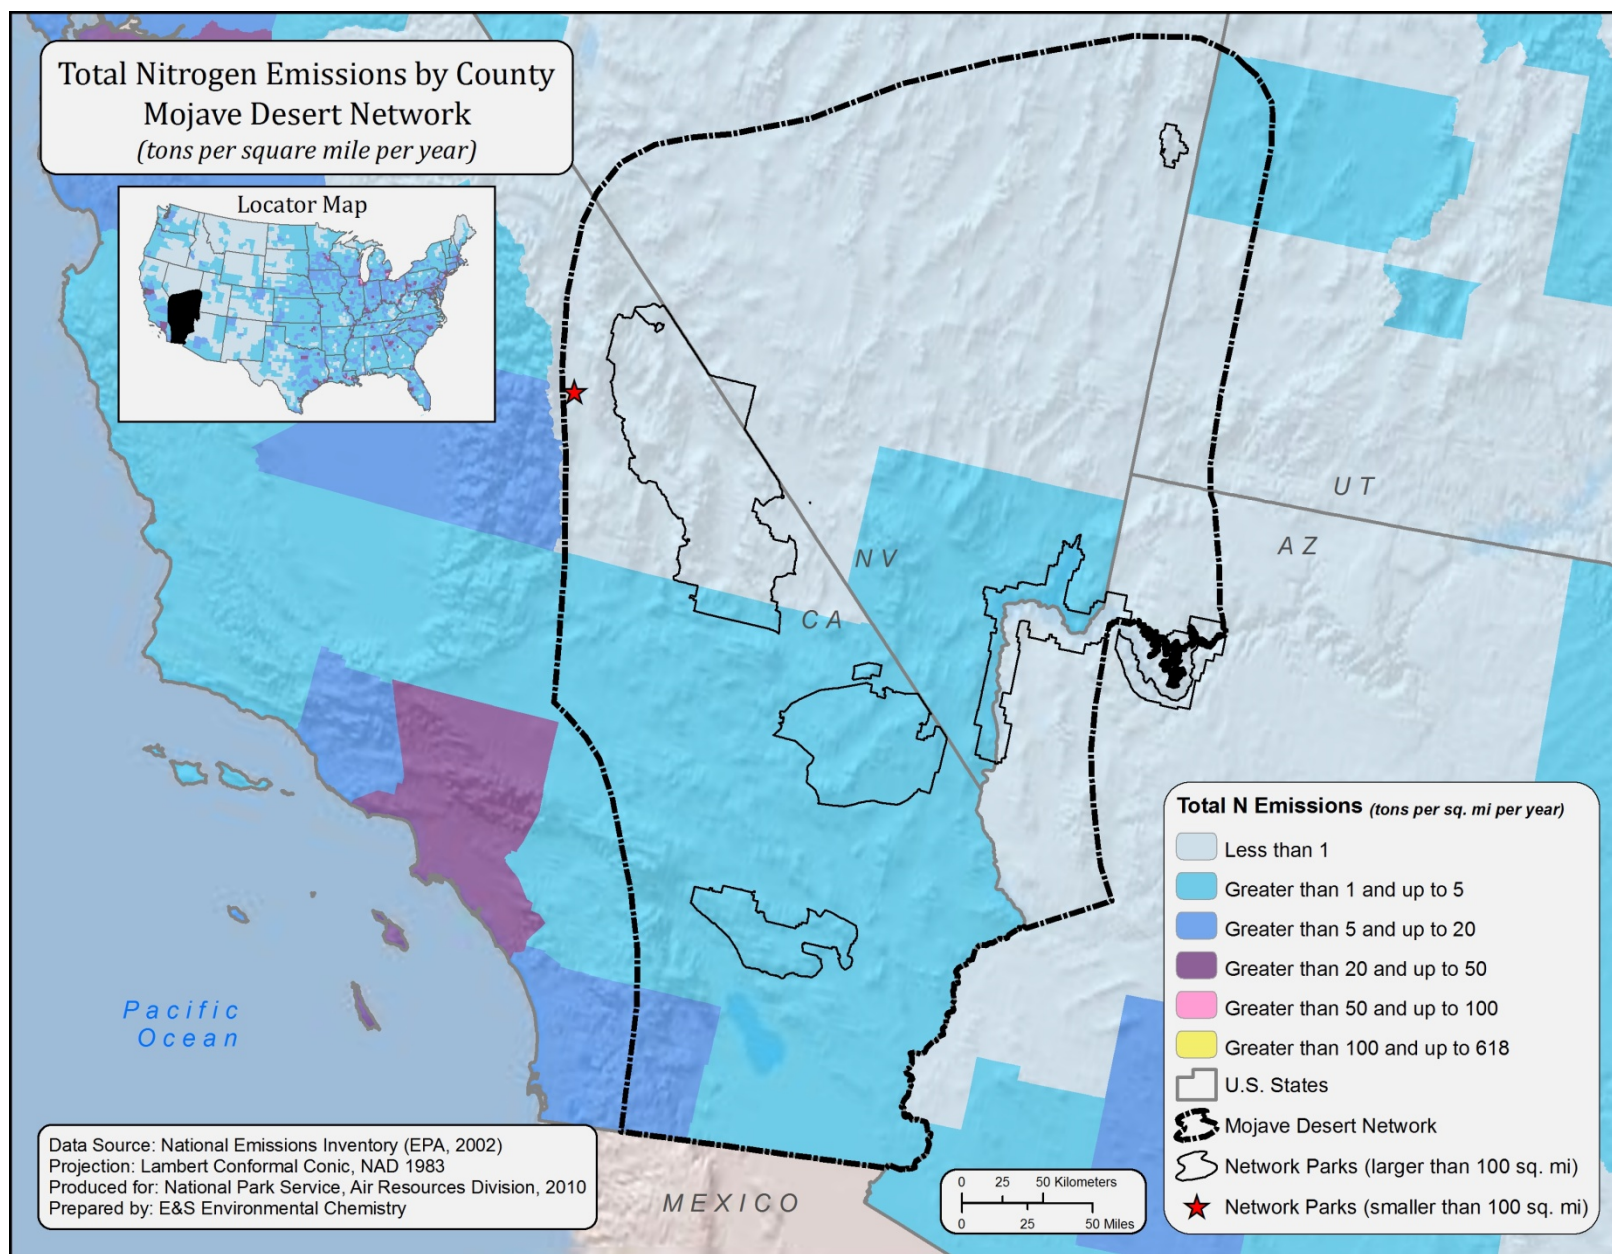 Total Nitrogen Emissions by County
Mojave Desert Network
(tons per square mile per year)
Locator Map
UT
AZ
NV
CA
Pacific
Ocean
MEXICO
Total N Emissions (tons per sq. mi per year)
Less than 1
Greater than 1 and up to 5
Greater than 5 and up to 20
Greater than 20 and up to 50
Greater than 50 and up to 100
Greater than 100 and up to 618
U.S. States
Mojave Desert Network
Network Parks (larger than 100 sq. mi)
Network Parks (smaller than 100 sq. mi)
Data Source: National Emissions Inventory (EPA, 2002)
Projection: Lambert Conformal Conic, NAD 1983
Produced for: National Park Service, Air Resources Division, 2010
Prepared by: E&S Environmental Chemistry
0 25 50 Kilometers
0 25 50 Miles